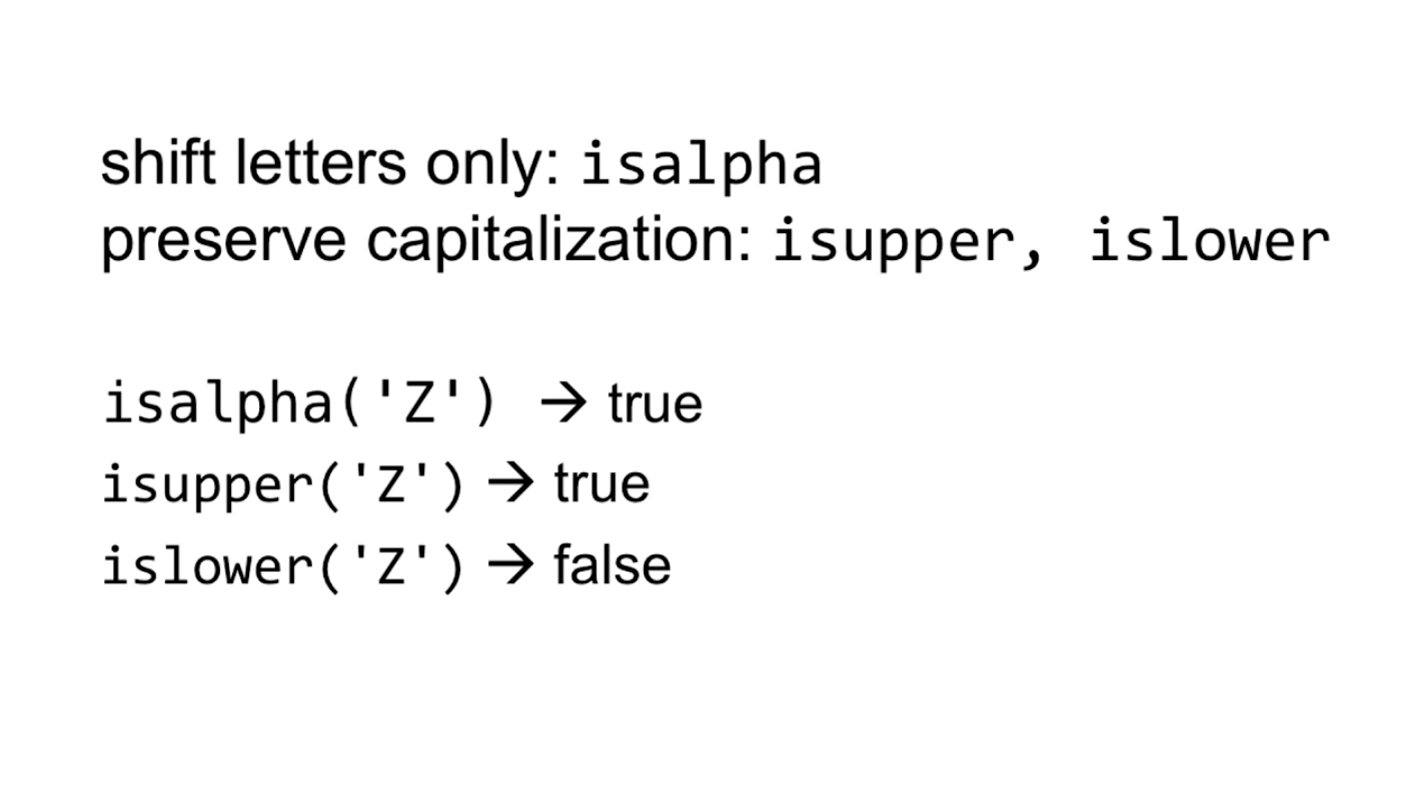 shift letters only: isalpha
preserve capitalization: isupper, islower
isalpha('Z') → true
isupper('Z') → true
islower('Z') → false